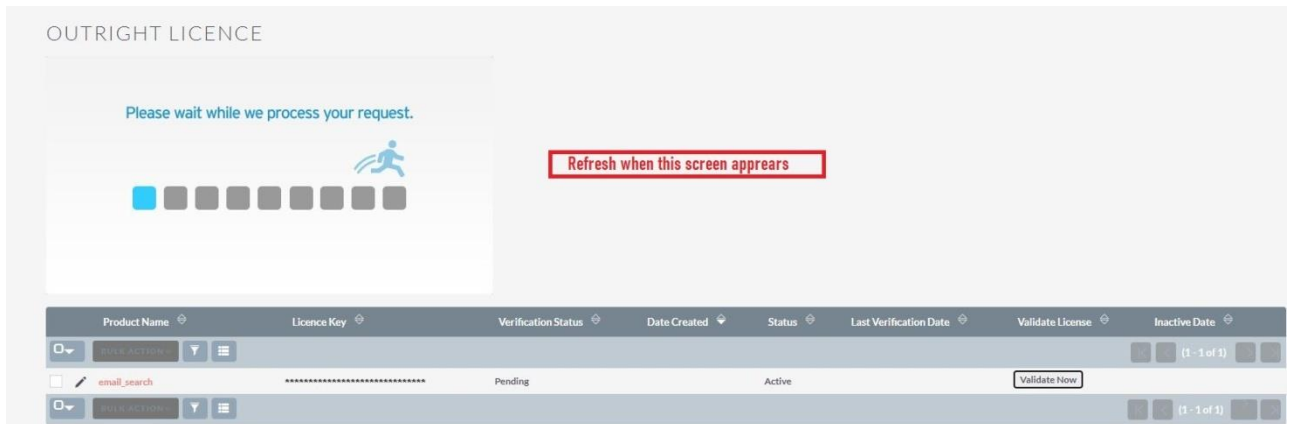 OUTRIGHT LICENCE
Please wait while we process your request.
Refresh when this screen apprears
Product Name Licence Key Verification Status Date Created Status Last Verification Date Validate License Inactive Date
BULK ACTION (1 - 1 of 1)
email_search ****************************** Pending Active Validate Now
BULK ACTION (1 - 1 of 1)